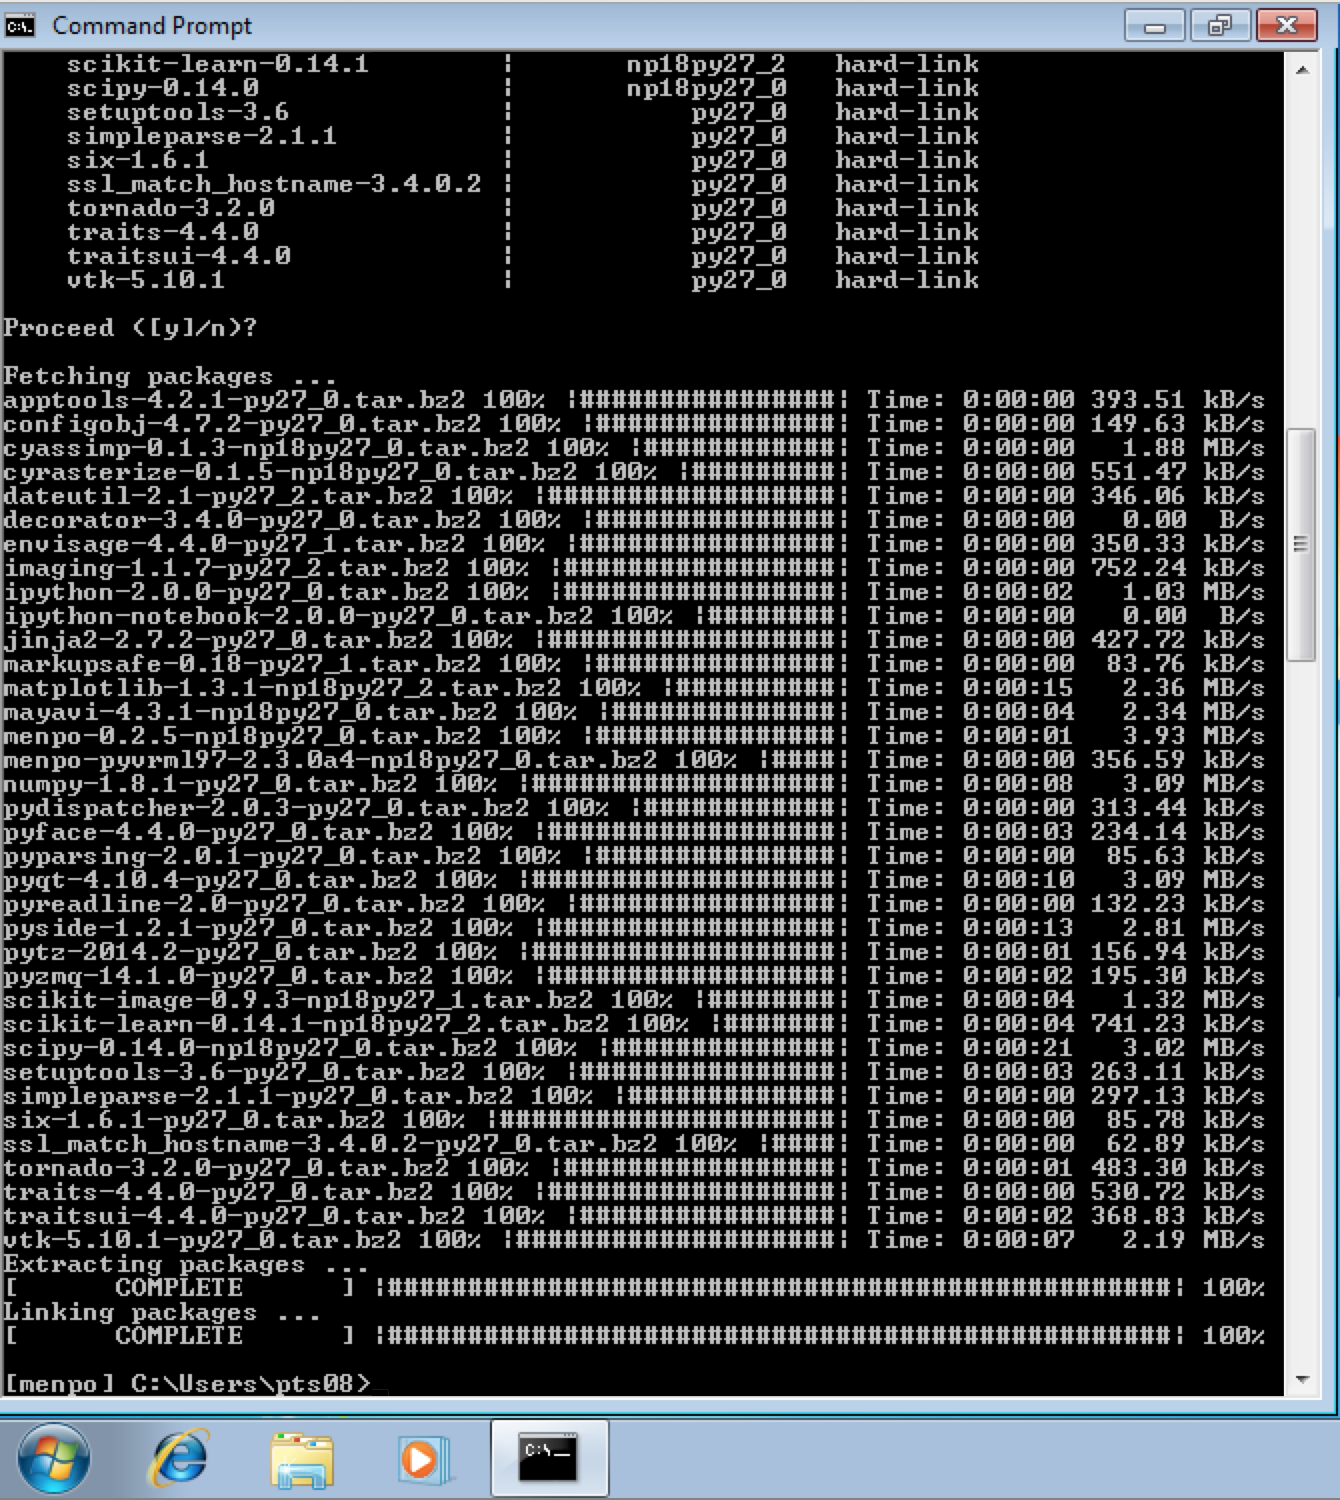 Command Prompt
scikit-learn-0.14.1 | np18py27_2 hard-link
scipy-0.14.0 | np18py27_0 hard-link
setuptools-3.6 | py27_0 hard-link
simpleparse-2.1.1 | py27_0 hard-link
six-1.6.1 | py27_0 hard-link
ssl_match_hostname-3.4.0.2 | py27_0 hard-link
tornado-3.2.0 | py27_0 hard-link
traits-4.4.0 | py27_0 hard-link
traitsui-4.4.0 | py27_0 hard-link
vtk-5.10.1 | py27_0 hard-link
Proceed ([y]/n)?
Fetching packages ...
apptools-4.2.1-py27_0.tar.bz2 100% |################| Time: 0:00:00 393.51 kB/s
configobj-4.7.2-py27_0.tar.bz2 100% |###############| Time: 0:00:00 149.63 kB/s
cyassimp-0.1.3-np18py27_0.tar.bz2 100% |############| Time: 0:00:00 1.88 MB/s
cyrasterize-0.1.5-np18py27_0.tar.bz2 100% |#########| Time: 0:00:00 551.47 kB/s
dateutil-2.1-py27_2.tar.bz2 100% |##################| Time: 0:00:00 346.06 kB/s
decorator-3.4.0-py27_0.tar.bz2 100% |###############| Time: 0:00:00 0.00 B/s
envisage-4.4.0-py27_1.tar.bz2 100% |################| Time: 0:00:00 350.33 kB/s
imaging-1.1.7-py27_2.tar.bz2 100% |#################| Time: 0:00:00 752.24 kB/s
ipython-2.0.0-py27_0.tar.bz2 100% |#################| Time: 0:00:02 1.03 MB/s
ipython-notebook-2.0.0-py27_0.tar.bz2 100% |########| Time: 0:00:00 0.00 B/s
jinja2-2.7.2-py27_0.tar.bz2 100% |##################| Time: 0:00:00 427.72 kB/s
markupsafe-0.18-py27_1.tar.bz2 100% |###############| Time: 0:00:00 83.76 kB/s
matplotlib-1.3.1-np18py27_2.tar.bz2 100% |##########| Time: 0:00:15 2.36 MB/s
mayavi-4.3.1-np18py27_0.tar.bz2 100% |##############| Time: 0:00:04 2.34 MB/s
menpo-0.2.5-np18py27_0.tar.bz2 100% |###############| Time: 0:00:01 3.93 MB/s
menpo-pyvrml97-2.3.0a4-np18py27_0.tar.bz2 100% |####| Time: 0:00:00 356.59 kB/s
numpy-1.8.1-py27_0.tar.bz2 100% |###################| Time: 0:00:08 3.09 MB/s
pydispatcher-2.0.3-py27_0.tar.bz2 100% |############| Time: 0:00:00 313.44 kB/s
pyface-4.4.0-py27_0.tar.bz2 100% |##################| Time: 0:00:03 234.14 kB/s
pyparsing-2.0.1-py27_0.tar.bz2 100% |###############| Time: 0:00:00 85.63 kB/s
pyqt-4.10.4-py27_0.tar.bz2 100% |###################| Time: 0:00:10 3.09 MB/s
pyreadline-2.0-py27_0.tar.bz2 100% |################| Time: 0:00:00 132.23 kB/s
pyside-1.2.1-py27_0.tar.bz2 100% |##################| Time: 0:00:13 2.81 MB/s
pytz-2014.2-py27_0.tar.bz2 100% |###################| Time: 0:00:01 156.94 kB/s
pyzmq-14.1.0-py27_0.tar.bz2 100% |##################| Time: 0:00:02 195.30 kB/s
scikit-image-0.9.3-np18py27_1.tar.bz2 100% |########| Time: 0:00:04 1.32 MB/s
scikit-learn-0.14.1-np18py27_2.tar.bz2 100% |#######| Time: 0:00:04 741.23 kB/s
scipy-0.14.0-np18py27_0.tar.bz2 100% |##############| Time: 0:00:21 3.02 MB/s
setuptools-3.6-py27_0.tar.bz2 100% |################| Time: 0:00:03 263.11 kB/s
simpleparse-2.1.1-py27_0.tar.bz2 100% |#############| Time: 0:00:00 297.13 kB/s
six-1.6.1-py27_0.tar.bz2 100% |#####################| Time: 0:00:00 85.78 kB/s
ssl_match_hostname-3.4.0.2-py27_0.tar.bz2 100% |####| Time: 0:00:00 62.89 kB/s
tornado-3.2.0-py27_0.tar.bz2 100% |#################| Time: 0:00:01 483.30 kB/s
traits-4.4.0-py27_0.tar.bz2 100% |##################| Time: 0:00:00 530.72 kB/s
traitsui-4.4.0-py27_0.tar.bz2 100% |################| Time: 0:00:02 368.83 kB/s
vtk-5.10.1-py27_0.tar.bz2 100% |####################| Time: 0:00:07 2.19 MB/s
Extracting packages ...
[ COMPLETE ] |#################################################| 100%
Linking packages ...
[ COMPLETE ] |#################################################| 100%
[menpo] C:\Users\pts08>